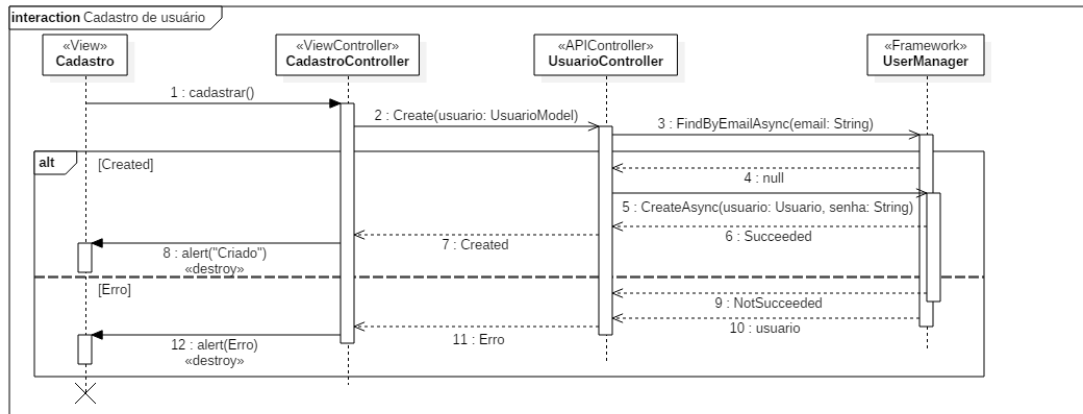 interaction Cadastro de usuário
«View»
Cadastro
«ViewController»
CadastroController
«APIController»
UsuarioController
«Framework»
UserManager
1 : cadastrar()
2 : Create(usuario: UsuarioModel)
3 : FindByEmailAsync(email: String)
alt
[Created]
4 : null
5 : CreateAsync(usuario: Usuario, senha: String)
6 : Succeeded
7 : Created
8 : alert("Criado")
«destroy»
[Erro]
9 : NotSucceeded
10 : usuario
11 : Erro
12 : alert(Erro)
«destroy»